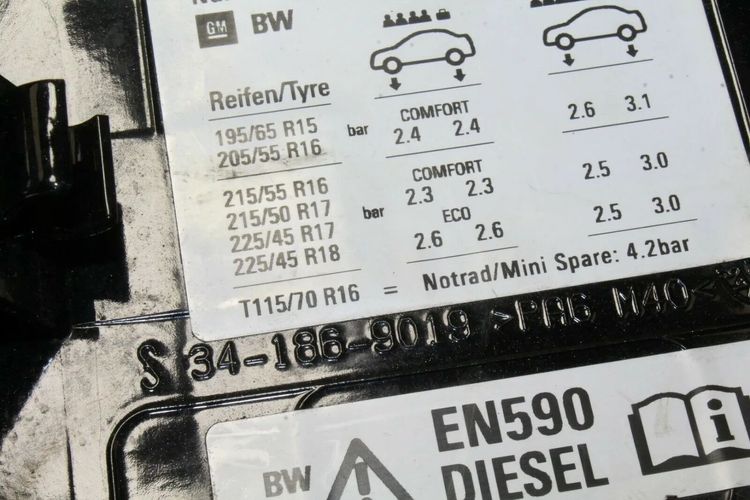 GM BW
Reifen/Tyre
195/65 R15
205/55 R16
bar
COMFORT
2.4 2.4
2.6 3.1
215/55 R16
215/50 R17
225/45 R17
225/45 R18
bar
COMFORT
2.3 2.3
2.5 3.0
ECO
2.6 2.6
2.5 3.0
T115/70 R16 = Notrad/Mini Spare: 4.2bar
34-186-9019 >PA6 M40<
EN590
BW DIESEL